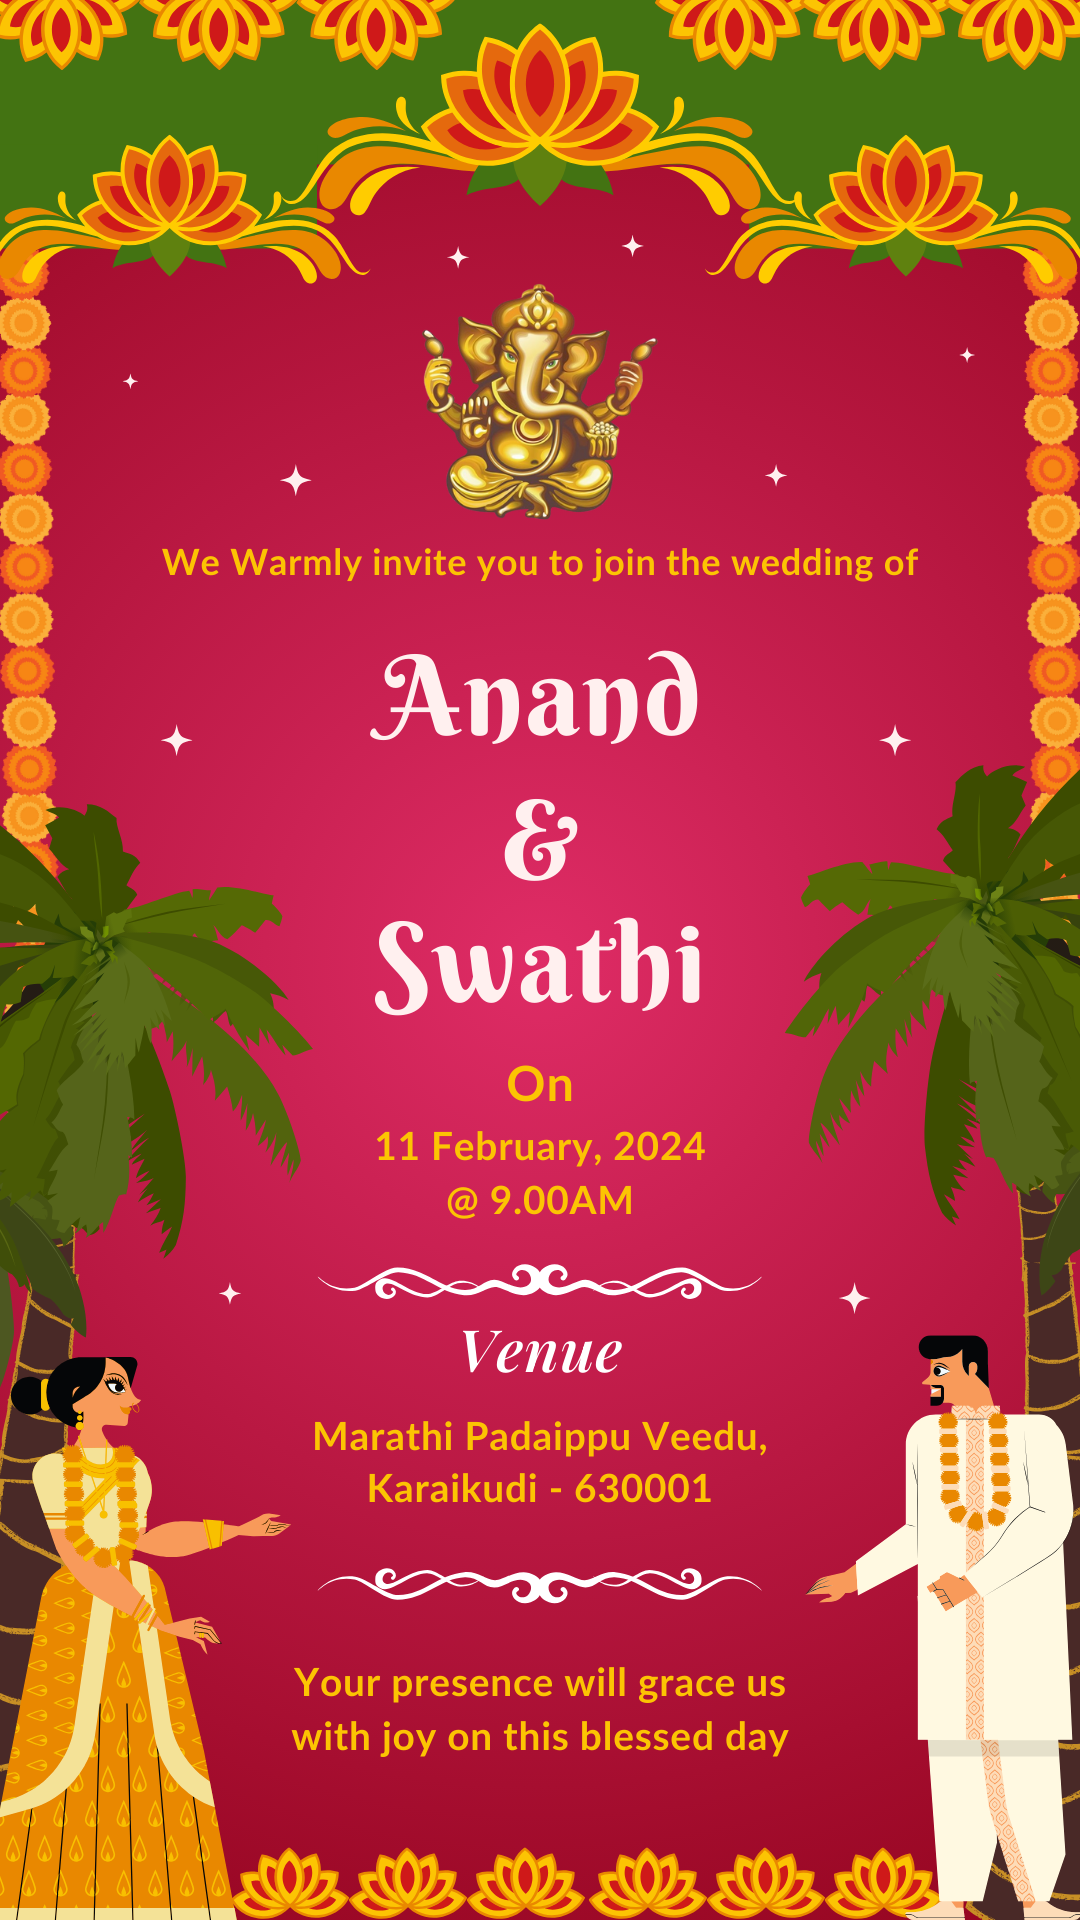 We Warmly invite you to join the wedding of
Anand
&
Swathi
On
11 February, 2024
@ 9.00AM
Venue
Marathi Padaippu Veedu,
Karaikudi - 630001
Your presence will grace us
with joy on this blessed day